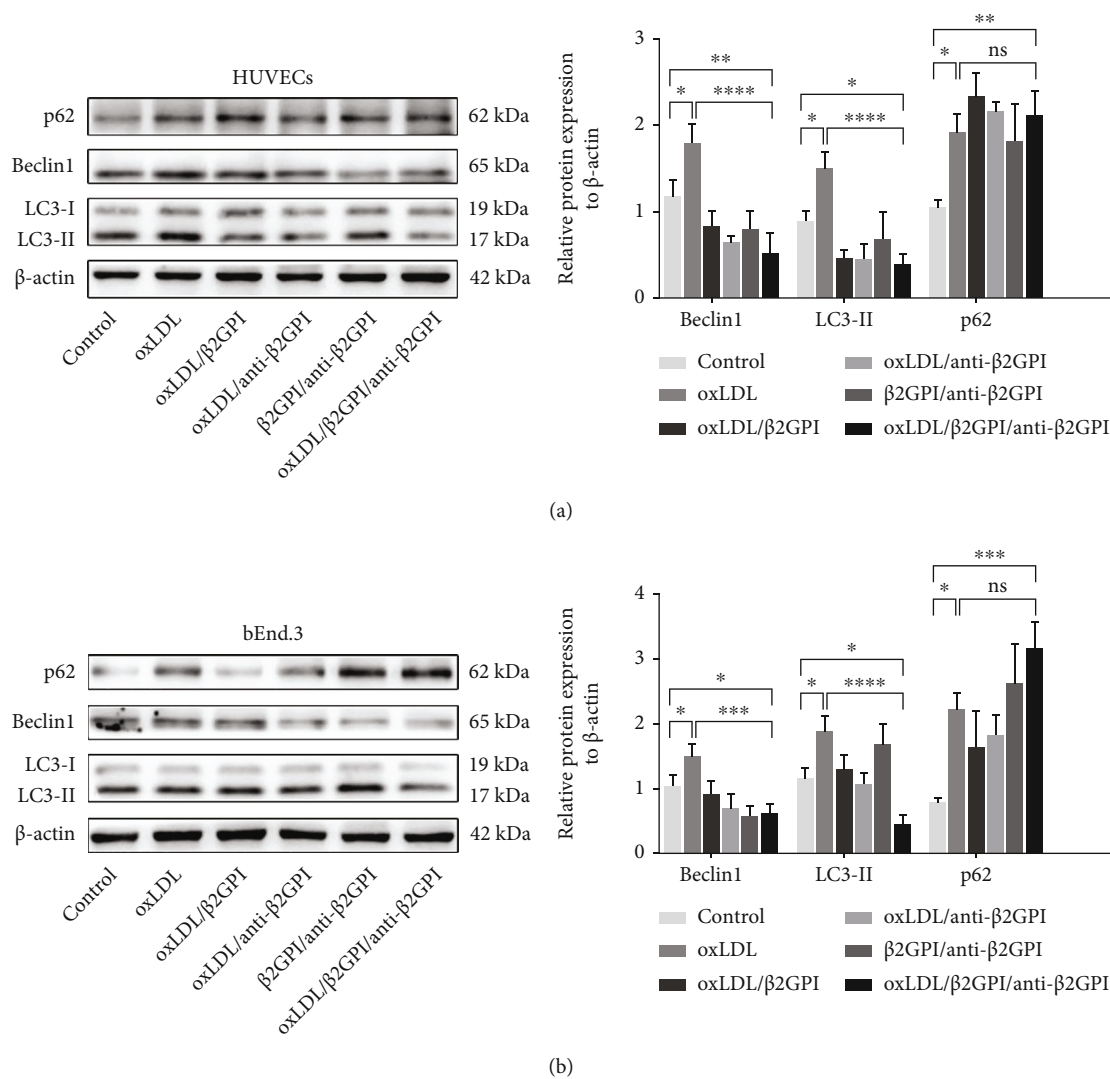 HUVECs
p62 62 kDa
Beclin1 65 kDa
LC3-I 19 kDa
LC3-II 17 kDa
β-actin 42 kDa
Control
oxLDL
oxLDL/β2GPI
oxLDL/anti-β2GPI
β2GPI/anti-β2GPI
oxLDL/β2GPI/anti-β2GPI
Relative protein expression
to β-actin
3
2
1
0
** * ****
* * ****
** * ns
Beclin1 LC3-II p62
Control oxLDL/anti-β2GPI
oxLDL β2GPI/anti-β2GPI
oxLDL/β2GPI oxLDL/β2GPI/anti-β2GPI
(a)
bEnd.3
p62 62 kDa
Beclin1 65 kDa
LC3-I 19 kDa
LC3-II 17 kDa
β-actin 42 kDa
Control
oxLDL
oxLDL/β2GPI
oxLDL/anti-β2GPI
β2GPI/anti-β2GPI
oxLDL/β2GPI/anti-β2GPI
Relative protein expression
to β-actin
4
3
2
1
0
* * ***
* * ****
*** * ns
Beclin1 LC3-II p62
Control oxLDL/anti-β2GPI
oxLDL β2GPI/anti-β2GPI
oxLDL/β2GPI oxLDL/β2GPI/anti-β2GPI
(b)